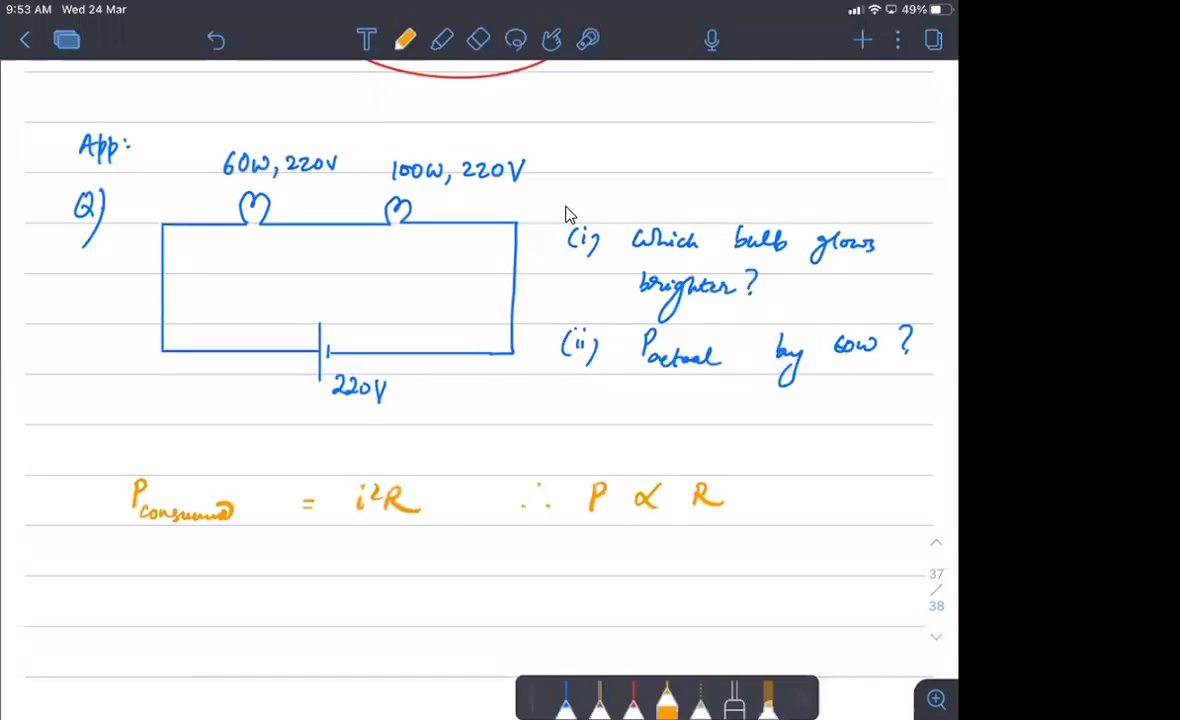 9:53 AM Wed 24 Mar
49%
App:
60W, 220V 100W, 220V
Q)
(i) Which bulb glows
brighter?
(ii) Pactual by 60W ?
220V
Pconsumed = i²R ∴ P ∝ R
37
/
38